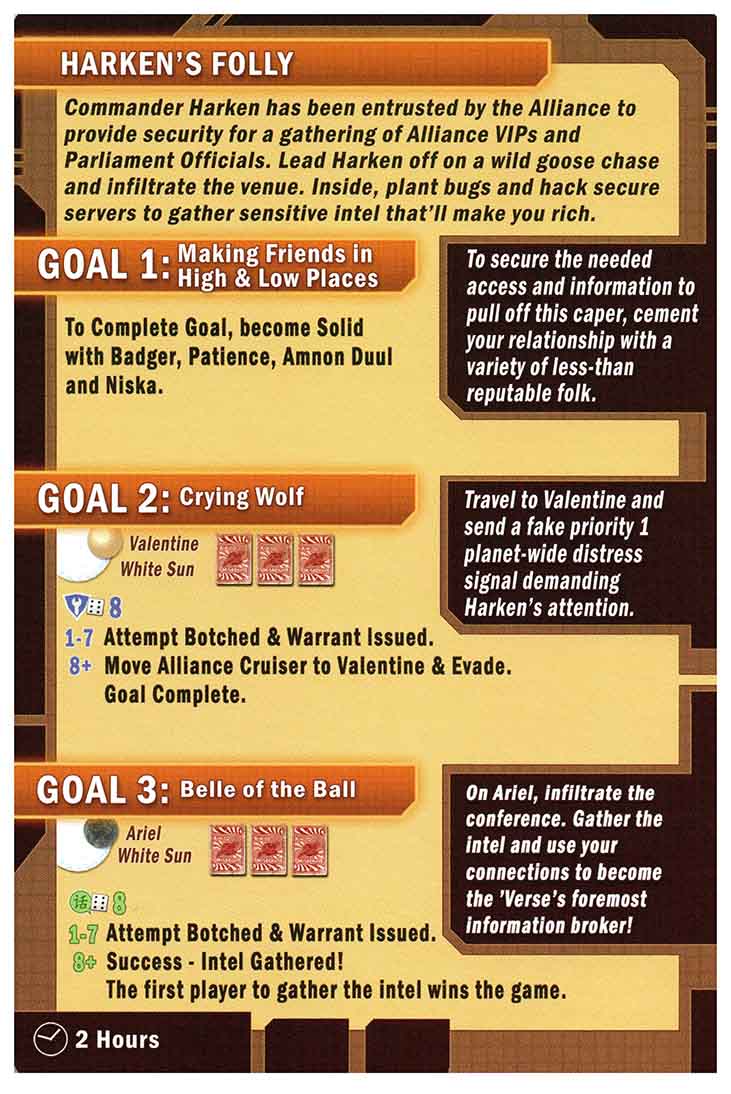 HARKEN'S FOLLY
Commander Harken has been entrusted by the Alliance to
provide security for a gathering of Alliance VIPs and
Parliament Officials. Lead Harken off on a wild goose chase
and infiltrate the venue. Inside, plant bugs and hack secure
servers to gather sensitive intel that'll make you rich.
GOAL 1: Making Friends in
High & Low Places
To Complete Goal, become Solid
with Badger, Patience, Amnon Duul
and Niska.
To secure the needed
access and information to
pull off this caper, cement
your relationship with a
variety of less-than
reputable folk.
GOAL 2: Crying Wolf
Valentine
White Sun
8
1-7 Attempt Botched & Warrant Issued.
8+ Move Alliance Cruiser to Valentine & Evade.
Goal Complete.
Travel to Valentine and
send a fake priority 1
planet-wide distress
signal demanding
Harken's attention.
GOAL 3: Belle of the Ball
Ariel
White Sun
话 8
1-7 Attempt Botched & Warrant Issued.
8+ Success - Intel Gathered!
The first player to gather the intel wins the game.
On Ariel, infiltrate the
conference. Gather the
intel and use your
connections to become
the 'Verse's foremost
information broker!
2 Hours